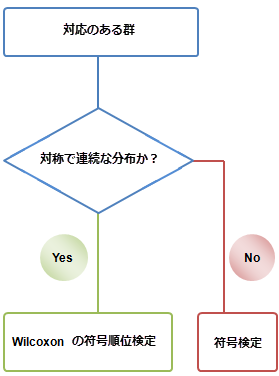 対応のある群
対称で連続な分布か？
Yes
No
Wilcoxon の符号順位検定
符号検定